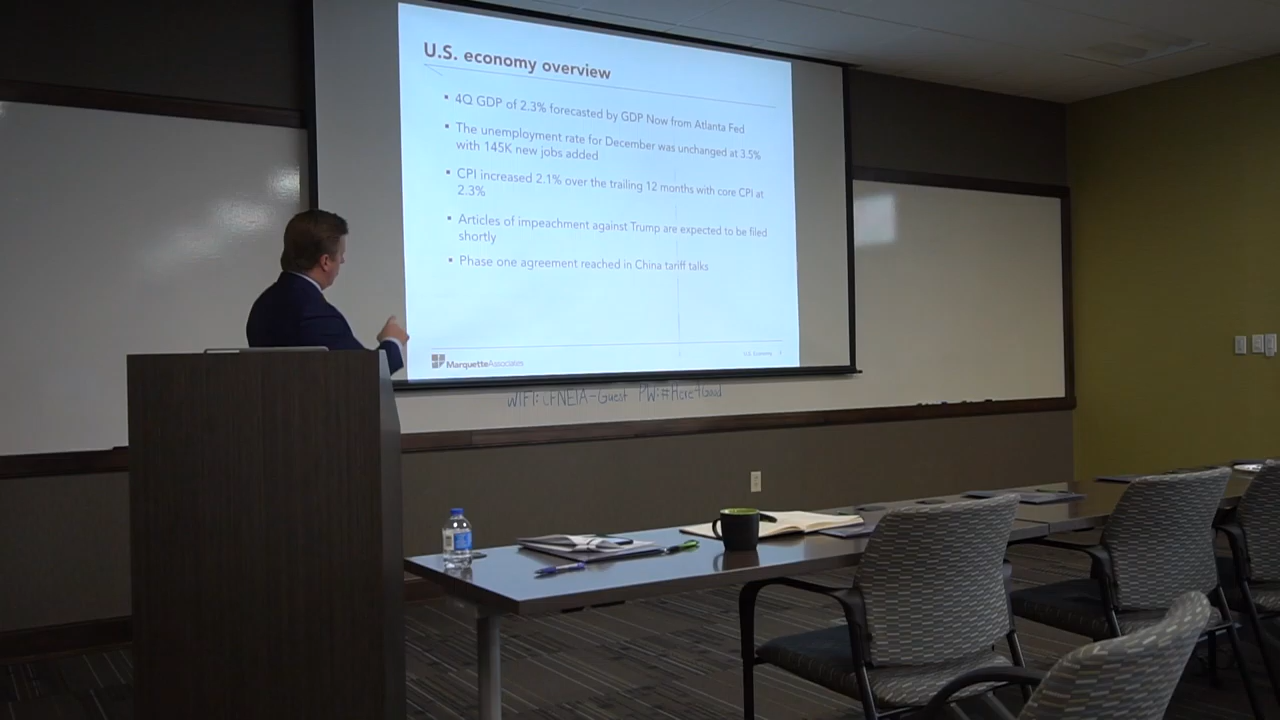 U.S. economy overview
▪ 4Q GDP of 2.3% forecasted by GDP Now from Atlanta Fed
▪ The unemployment rate for December was unchanged at 3.5%
with 145K new jobs added
▪ CPI increased 2.1% over the trailing 12 months with core CPI at
2.3%
▪ Articles of impeachment against Trump are expected to be filed
shortly
▪ Phase one agreement reached in China tariff talks
MarquetteAssociates
U.S. Economy
WIFI: CFNEIA-Guest PW:#Here4Good